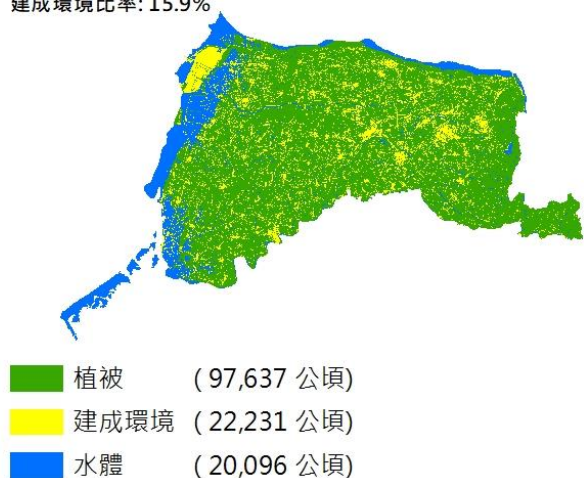 建成環境比率: 15.9%
植被 ( 97,637 公頃)
建成環境 ( 22,231 公頃)
水體 ( 20,096 公頃)